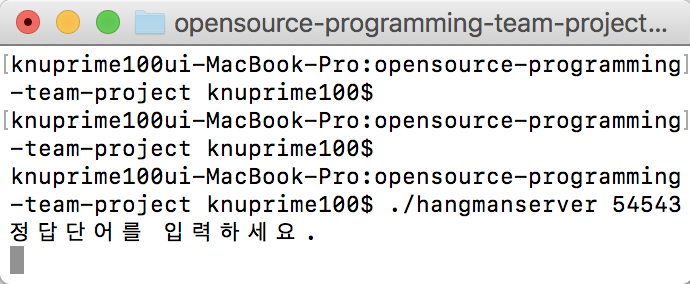 opensource-programming-team-project...
knuprime100ui-MacBook-Pro:opensource-programming
-team-project knuprime100$
knuprime100ui-MacBook-Pro:opensource-programming
-team-project knuprime100$
knuprime100ui-MacBook-Pro:opensource-programming
-team-project knuprime100$ ./hangmanserver 54543
정답단어를 입력하세요.